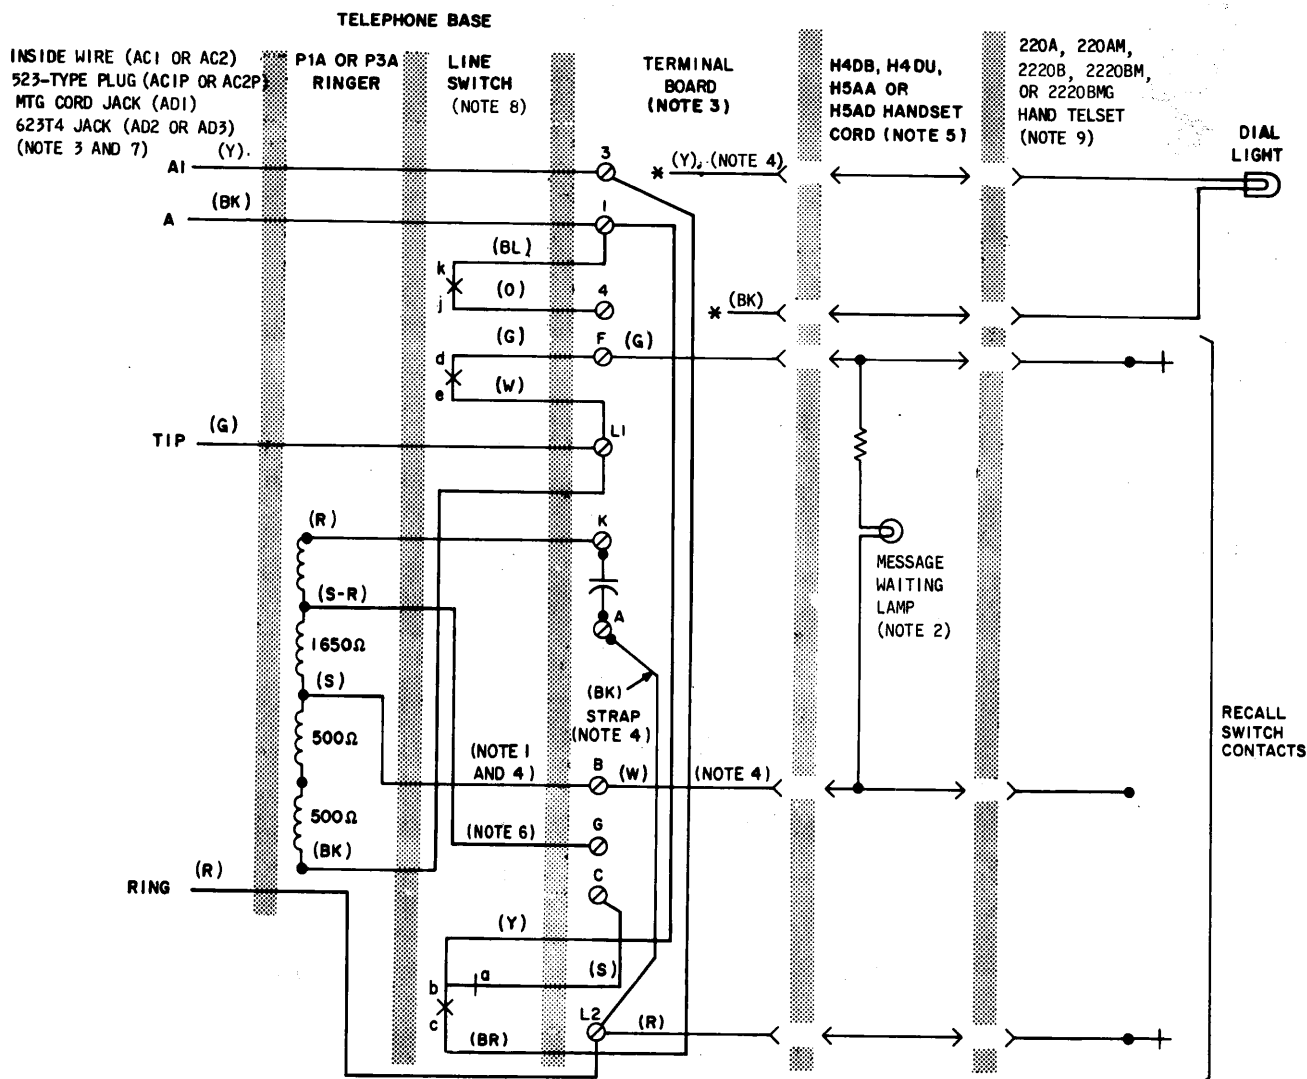 TELEPHONE BASE
INSIDE WIRE (AC1 OR AC2)
523-TYPE PLUG (AC1P OR AC2P)
MTG CORD JACK (AD1)
623T4 JACK (AD2 OR AD3)
(NOTE 3 AND 7)
P1A OR P3A
RINGER
LINE
SWITCH
(NOTE 8)
TERMINAL
BOARD
(NOTE 3)
H4DB, H4DU,
H5AA OR
H5AD HANDSET
CORD (NOTE 5)
220A, 220AM,
2220B, 2220BM,
OR 2220BMG
HAND TELSET
(NOTE 9)
DIAL
LIGHT
A1
(Y)
3
* (Y) (NOTE 4)
A
(BK)
1
(BL)
k
j
(O)
4
* (BK)
(G)
F
(G)
d
e
(W)
TIP
(G)
L1
(R)
K
(S-R)
A
1650Ω
(S)
(BK)
STRAP
(NOTE 4)
MESSAGE
WAITING
LAMP
(NOTE 2)
RECALL
SWITCH
CONTACTS
500Ω
(NOTE 1
AND 4)
B
(W)
(NOTE 4)
500Ω
(NOTE 6)
G
(BK)
RING
(R)
C
(Y)
a
b
c
(S)
L2
(R)
(BR)